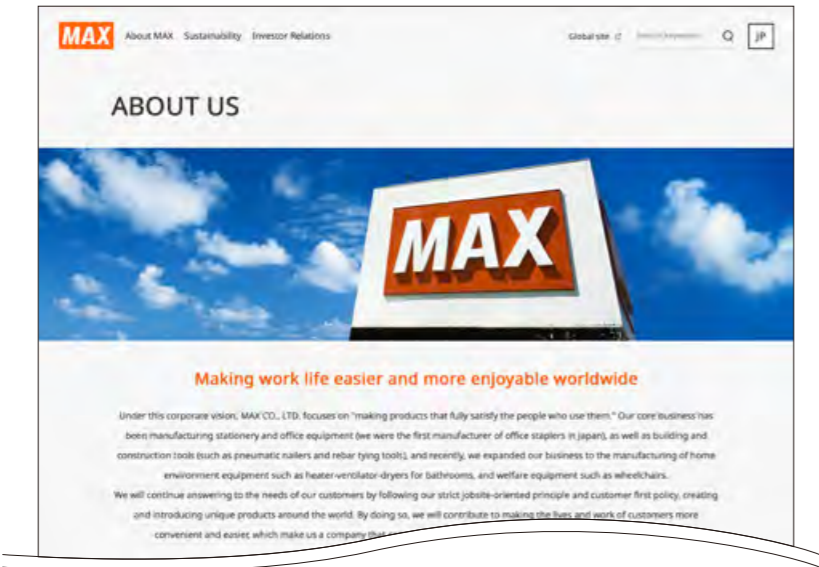 MAX About MAX Sustainability Investor Relations Global site JP
ABOUT US
MAX
Making work life easier and more enjoyable worldwide
Under this corporate vision, MAX CO., LTD. focuses on "making products that fully satisfy the people who use them." Our core business has
been manufacturing stationery and office equipment (we were the first manufacturer of office staplers in Japan), as well as building and
construction tools (such as pneumatic nailers and rebar tying tools), and recently, we expanded our business to the manufacturing of home
environment equipment such as heater-ventilator-dryers for bathrooms, and welfare equipment such as wheelchairs.
We will continue answering to the needs of our customers by following our strict jobsite-oriented principle and customer first policy, creating
and introducing unique products around the world. By doing so, we will contribute to making the lives and work of customers more
convenient and easier, which make us a company that